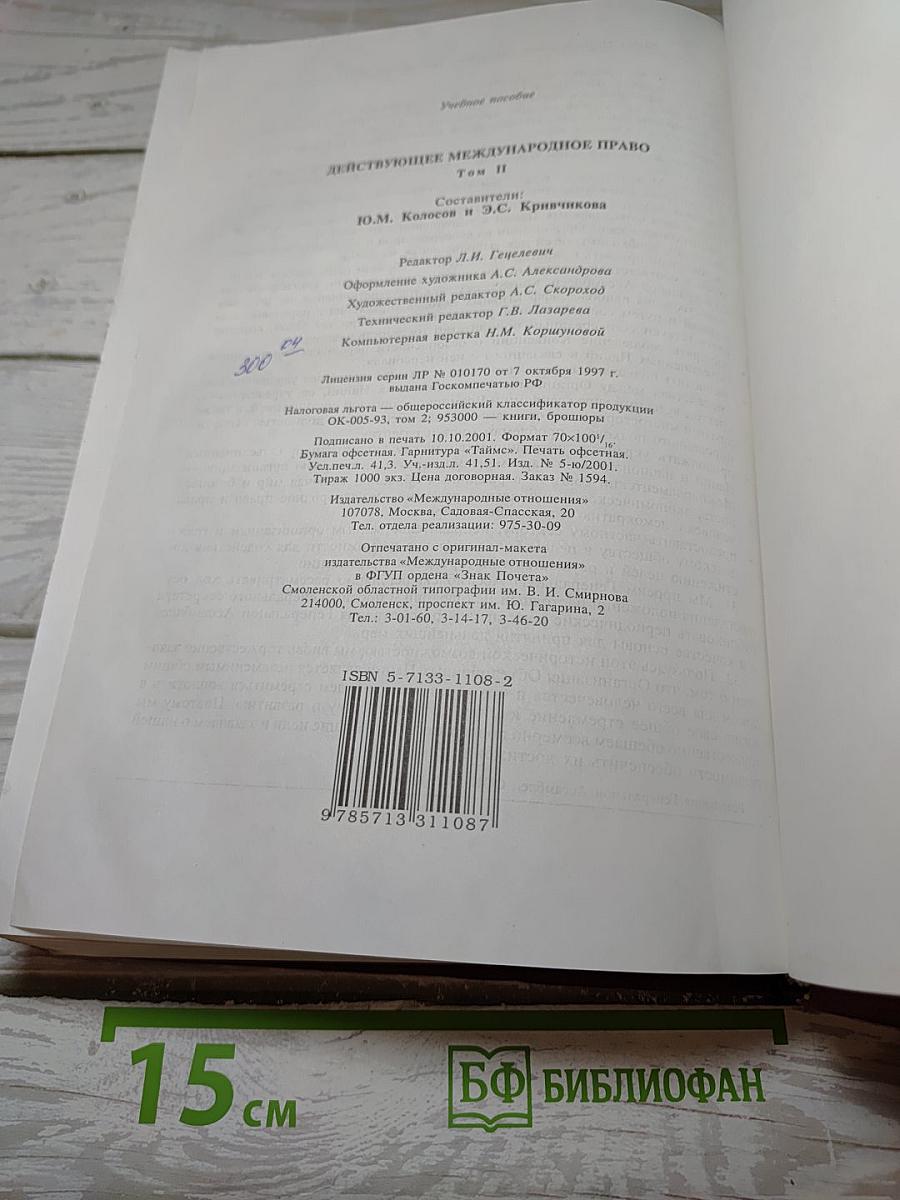 Учебное пособие
ДЕЙСТВУЮЩЕЕ МЕЖДУНАРОДНОЕ ПРАВО
Том II
Составители:
Ю.М. Колосов и Э.С. Кривчикова
Редактор Л.И. Гецелевич
Оформление художника А.С. Александрова
Художественный редактор А.С. Скороход
Технический редактор Г.В. Лазарева
Компьютерная верстка Н.М. Коршуновой
300
Лицензия серии ЛР № 010170 от 7 октября 1997 г.
выдана Госкомпечатью РФ
Налоговая льгота — общероссийский классификатор продукции
ОК-005-93, том 2; 953000 — книги, брошюры
Подписано в печать 10.10.2001. Формат 70×100 1/16.
Бумага офсетная. Гарнитура «Таймс». Печать офсетная.
Усл.печ.л. 41,3. Уч.-изд.л. 41,51. Изд. № 5-ю/2001.
Тираж 1000 экз. Цена договорная. Заказ № 1594.
Издательство «Международные отношения»
107078, Москва, Садовая-Спасская, 20
Тел. отдела реализации: 975-30-09
Отпечатано с оригинал-макета
издательства «Международные отношения»
в ФГУП ордена «Знак Почета»
Смоленской областной типографии им. В. И. Смирнова
214000, Смоленск, проспект им. Ю. Гагарина, 2
Тел.: 3-01-60, 3-14-17, 3-46-20
ISBN 5-7133-1108-2
9 785713 311087
15 см
БФ БИБЛИОФАН